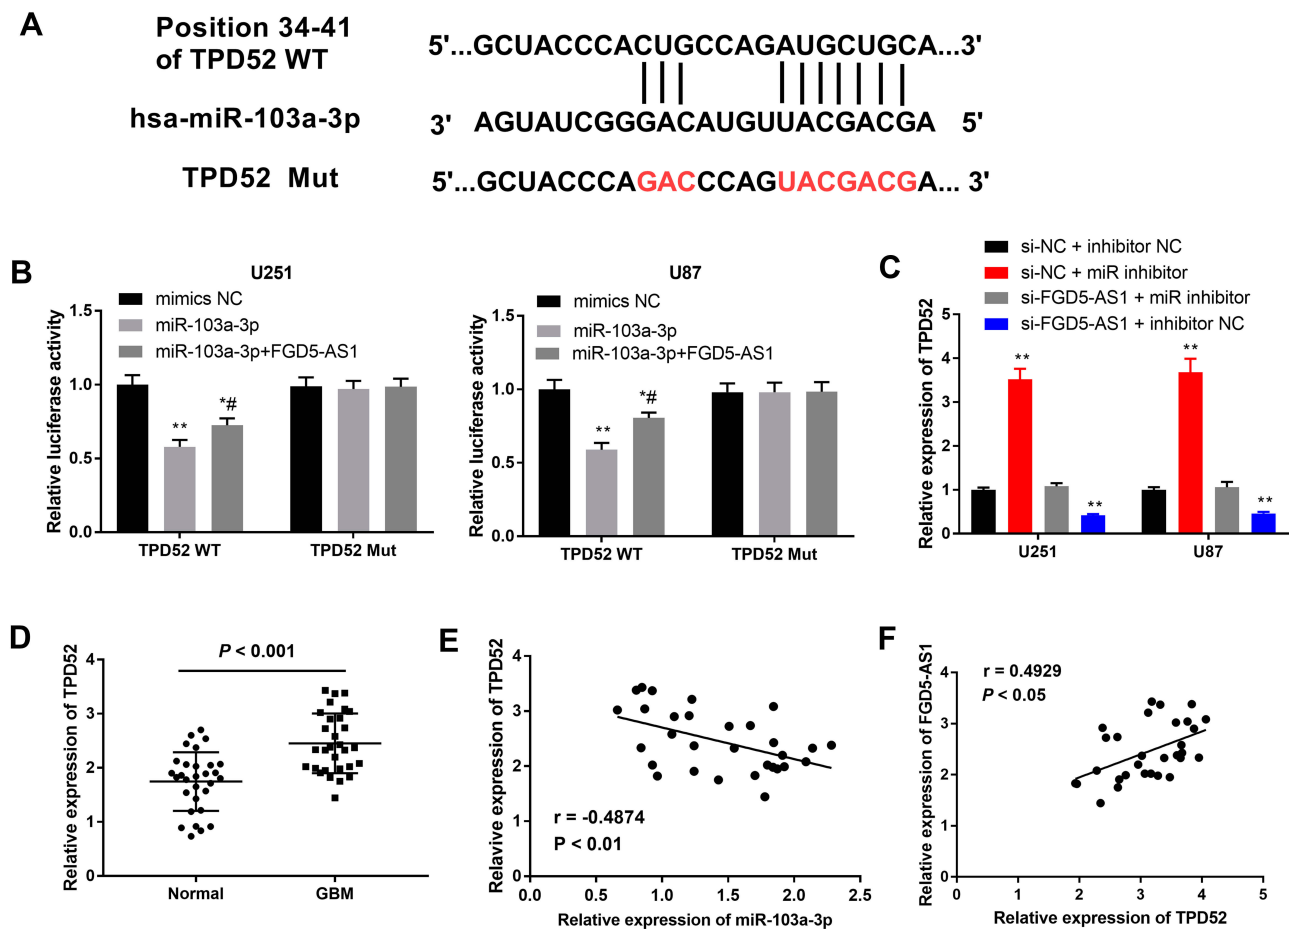 A
Position 34-41
of TPD52 WT
5'...GCUACCCACUGCCAGAUGCUGCA...3'
hsa-miR-103a-3p
3' AGUAUCGGGACAUGUUACGACGA 5'
TPD52 Mut
5'...GCUACCCAGACCCAGUACGACGA... 3'
B
U251
mimics NC
miR-103a-3p
miR-103a-3p+FGD5-AS1
Relative luciferase activity
1.5
1.0
0.5
0.0
**
*#
TPD52 WT
TPD52 Mut
U87
mimics NC
miR-103a-3p
miR-103a-3p+FGD5-AS1
Relative luciferase activity
1.5
1.0
0.5
0.0
**
*#
TPD52 WT
TPD52 Mut
C
si-NC + inhibitor NC
si-NC + miR inhibitor
si-FGD5-AS1 + miR inhibitor
si-FGD5-AS1 + inhibitor NC
Relative expression of TPD52
5
4
3
2
1
0
**
**
**
**
U251
U87
D
Relative expression of TPD52
4
3
2
1
0
P < 0.001
Normal
GBM
E
Relavive expression of TPD52
4
3
2
1
0
r = -0.4874
P < 0.01
0.0
0.5
1.0
1.5
2.0
2.5
Relative expression of miR-103a-3p
F
Relative expression of FGD5-AS1
4
3
2
1
0
r = 0.4929
P < 0.05
0
1
2
3
4
5
Relative expression of TPD52